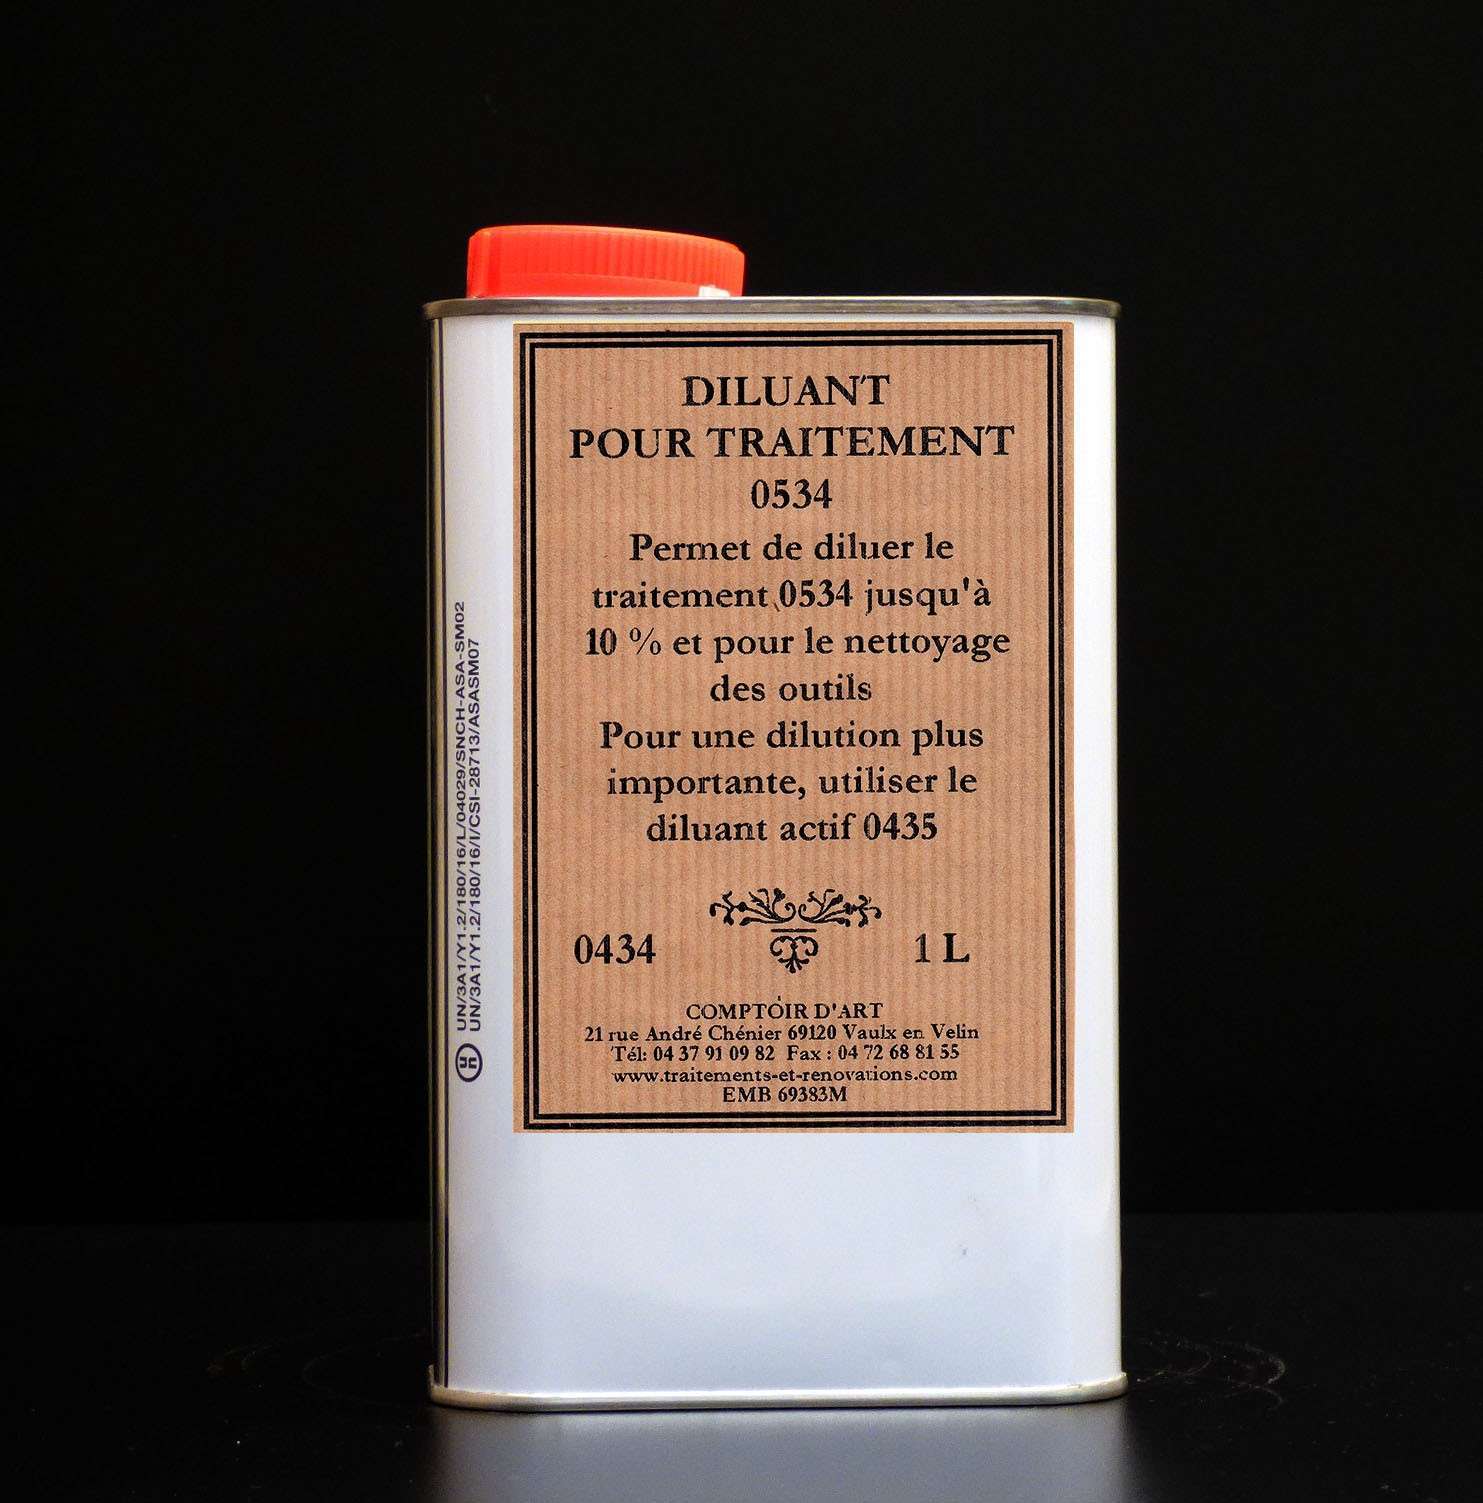 DILUANT
POUR TRAITEMENT
0534
Permet de diluer le
traitement 0534 jusqu'à
10 % et pour le nettoyage
des outils
Pour une dilution plus
importante, utiliser le
diluant actif 0435
0434
1 L
COMPTOIR D'ART
21 rue André Chénier 69120 Vaulx en Velin
Tél: 04 37 91 09 82 Fax : 04 72 68 81 55
www.traitements-et-renovations.com
EMB 69383M
UN/3A1/Y1.2/180/16/L/04029/SNCH-ASA-SM02
UN/3A1/Y1.2/180/16/I/CSI-28713/ASASM07